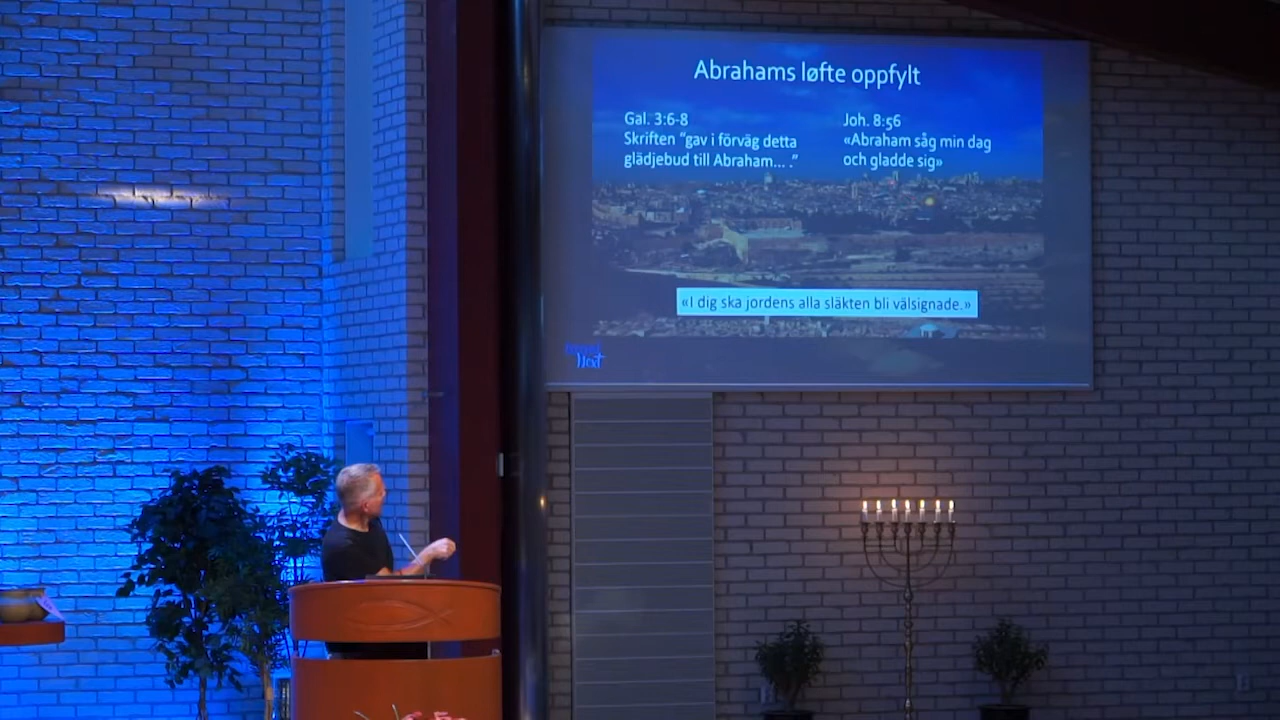 Abrahams løfte oppfylt
Gal. 3:6-8
Skriften "gav i förväg detta
glädjebud till Abraham... ."
Joh. 8:56
«Abraham såg min dag
och gladde sig»
«I dig ska jordens alla släkten bli välsignade.»